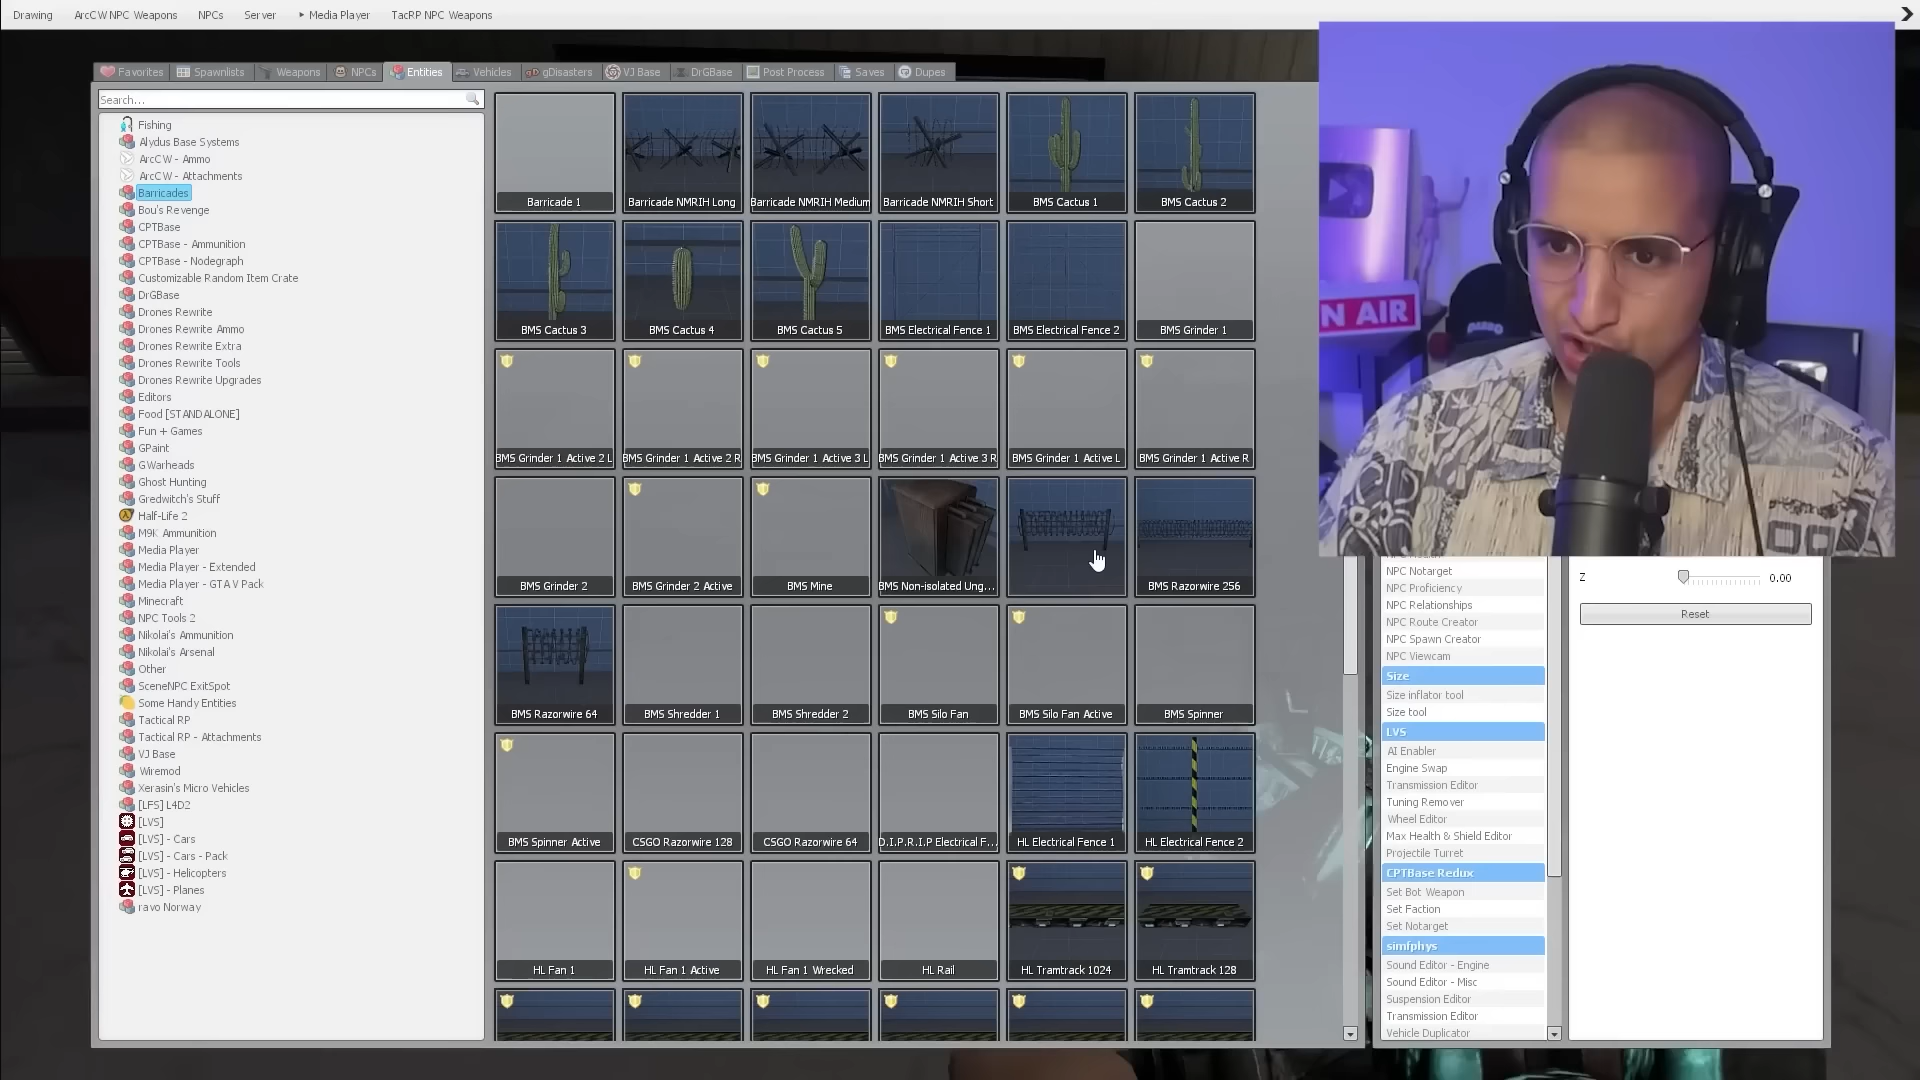 Drawing ArcCW NPC Weapons NPCs Server Media Player TacRP NPC Weapons
Favorites Spawnlists Weapons NPCs Entities Vehicles gDisasters VJ Base DrGBase Post Process Saves Dupes
Search...
Fishing
Alydus Base Systems
ArcCW - Ammo
ArcCW - Attachments
Barricades
Bou's Revenge
CPTBase
CPTBase - Ammunition
CPTBase - Nodegraph
Customizable Random Item Crate
DrGBase
Drones Rewrite
Drones Rewrite Ammo
Drones Rewrite Extra
Drones Rewrite Tools
Drones Rewrite Upgrades
Editors
Food [STANDALONE]
Fun + Games
GPaint
GWarheads
Ghost Hunting
Gredwitch's Stuff
Half-Life 2
M9K Ammunition
Media Player
Media Player - Extended
Media Player - GTA V Pack
Minecraft
NPC Tools 2
Nikolai's Ammunition
Nikolai's Arsenal
Other
SceneNPC ExitSpot
Some Handy Entities
Tactical RP
Tactical RP - Attachments
VJ Base
Wiremod
Xerasin's Micro Vehicles
[LFS] L4D2
[LVS]
[LVS] - Cars
[LVS] - Cars - Pack
[LVS] - Helicopters
[LVS] - Planes
ravo Norway
Barricade 1 Barricade NMRIH Long Barricade NMRIH Medium Barricade NMRIH Short BMS Cactus 1 BMS Cactus 2
BMS Cactus 3 BMS Cactus 4 BMS Cactus 5 BMS Electrical Fence 1 BMS Electrical Fence 2 BMS Grinder 1
BMS Grinder 1 Active 2 L BMS Grinder 1 Active 2 R BMS Grinder 1 Active 3 L BMS Grinder 1 Active 3 R BMS Grinder 1 Active L BMS Grinder 1 Active R
BMS Grinder 2 BMS Grinder 2 Active BMS Mine BMS Non-isolated Ung... BMS Razorwire 256
BMS Razorwire 64 BMS Shredder 1 BMS Shredder 2 BMS Silo Fan BMS Silo Fan Active BMS Spinner
BMS Spinner Active CSGO Razorwire 128 CSGO Razorwire 64 D.I.P.R.I.P Electrical F... HL Electrical Fence 1 HL Electrical Fence 2
HL Fan 1 HL Fan 1 Active HL Fan 1 Wrecked HL Rail HL Tramtrack 1024 HL Tramtrack 128
N AIR
NPC Notarget
NPC Proficiency
NPC Relationships
NPC Route Creator
NPC Spawn Creator
NPC Viewcam
Size
Size inflator tool
Size tool
LVS
AI Enabler
Engine Swap
Transmission Editor
Tuning Remover
Wheel Editor
Max Health & Shield Editor
Projectile Turret
CPTBase Redux
Set Bot Weapon
Set Faction
Set Notarget
simfphys
Sound Editor - Engine
Sound Editor - Misc
Suspension Editor
Transmission Editor
Vehicle Duplicator
Z 0.00
Reset